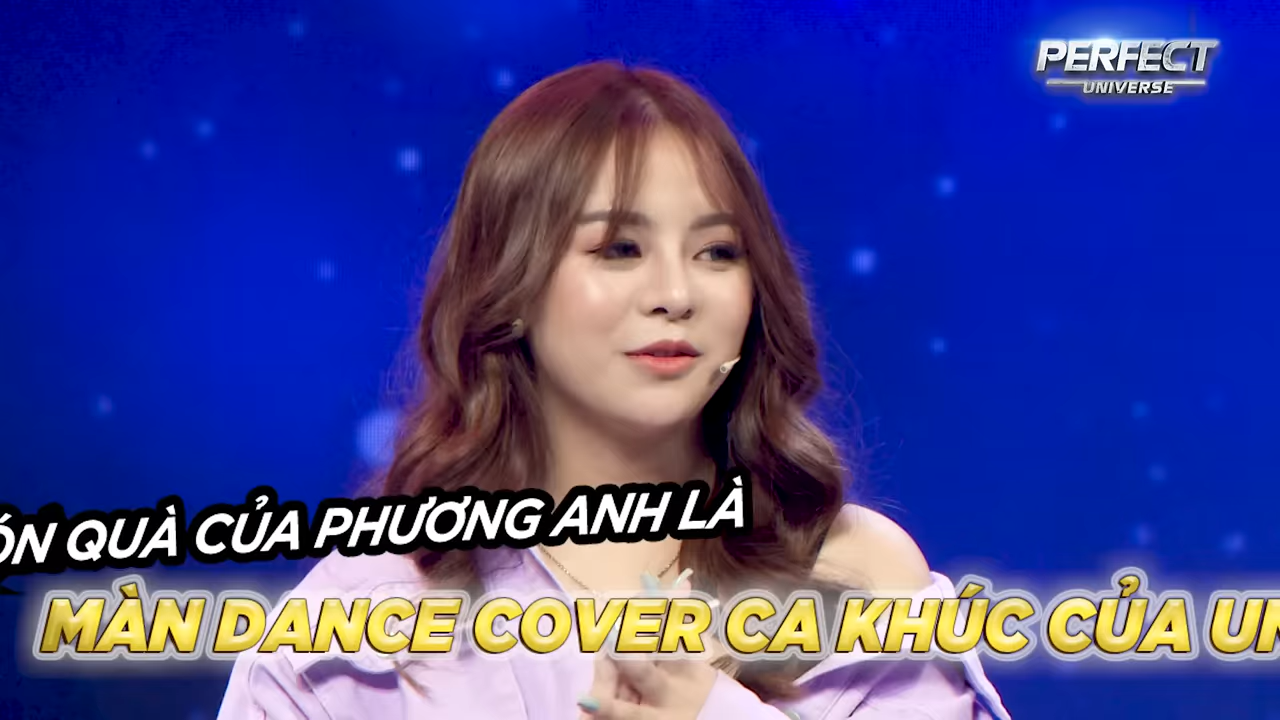 PERFECT
UNIVERSE
QUÀ CỦA PHƯƠNG ANH LÀ
MÀN DANCE COVER CA KHÚC CỦA